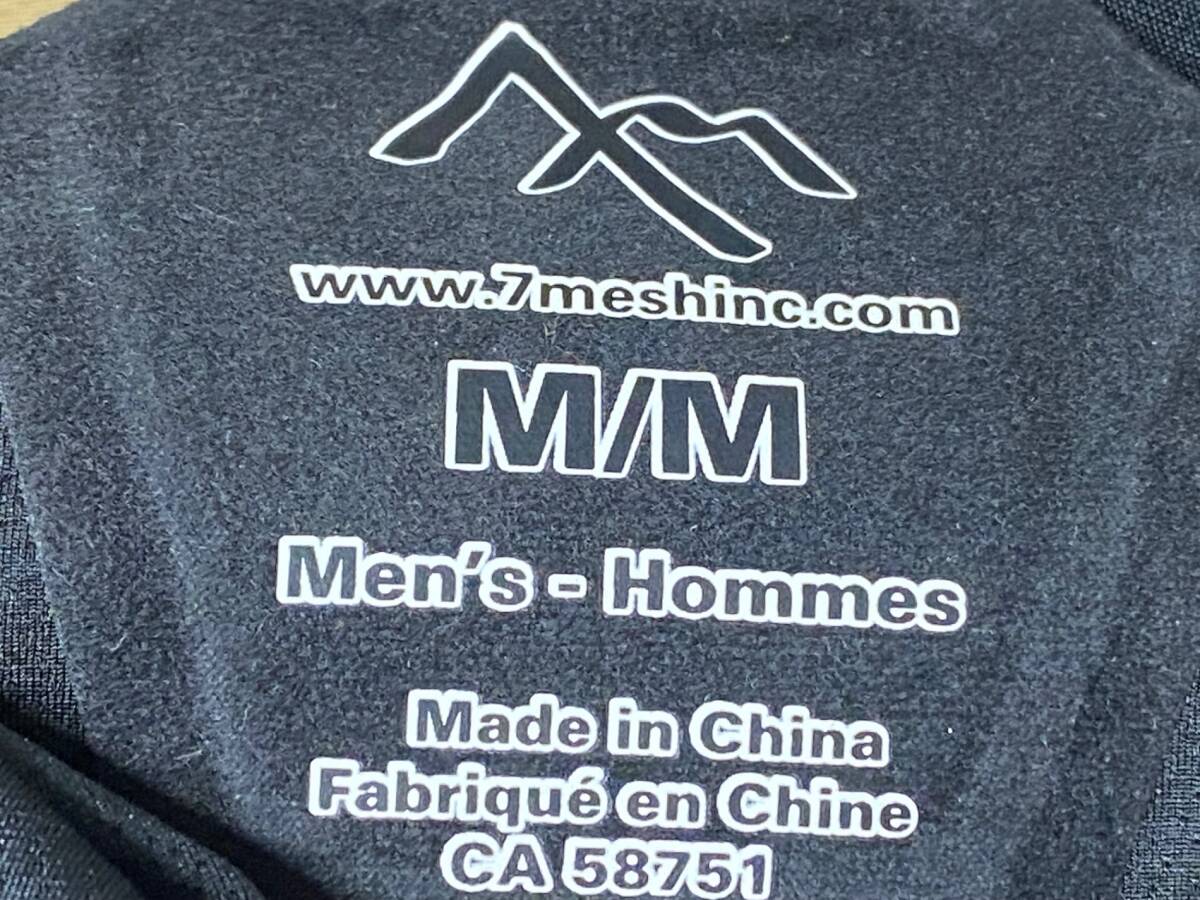 www.7meshinc.com
M/M
Men's - Hommes
Made in China
Fabriqué en Chine
CA 58751